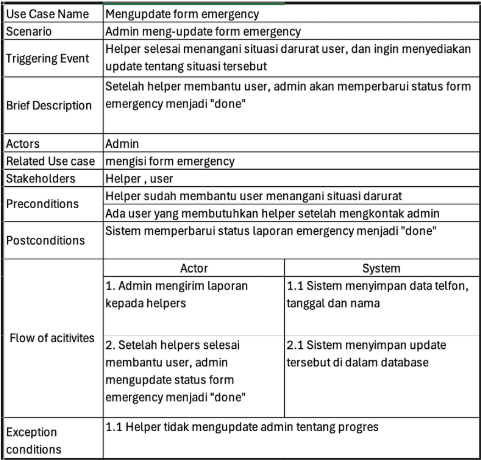 Use Case Name Mengupdate form emergency
Scenario Admin meng-update form emergency
Triggering Event Helper selesai menangani situasi darurat user, dan ingin menyediakan
update tentang situasi tersebut
Brief Description Setelah helper membantu user, admin akan memperbarui status form
emergency menjadi "done"
Actors Admin
Related Use case mengisi form emergency
Stakeholders Helper , user
Preconditions Helper sudah membantu user menangani situasi darurat
Ada user yang membutuhkan helper setelah mengkontak admin
Postconditions Sistem memperbarui status laporan emergency menjadi "done"
Flow of acitivites
Actor System
1. Admin mengirim laporan
kepada helpers
1.1 Sistem menyimpan data telfon,
tanggal dan nama
2. Setelah helpers selesai
membantu user, admin
mengupdate status form
emergency menjadi "done"
2.1 Sistem menyimpan update
tersebut di dalam database
Exception
conditions
1.1 Helper tidak mengupdate admin tentang progres